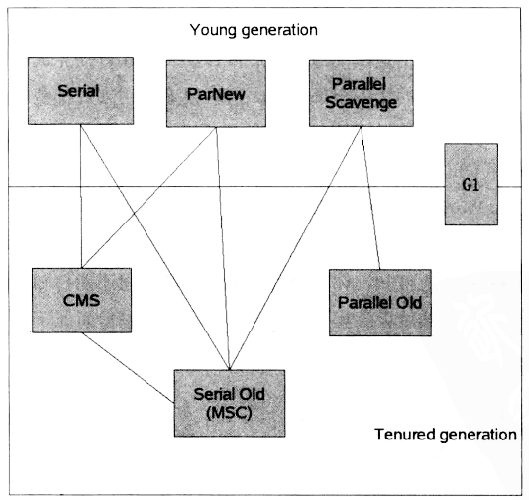 Young generation
Serial
ParNew
Parallel
Scavenge
G1
CMS
Parallel Old
Serial Old
(MSC)
Tenured generation